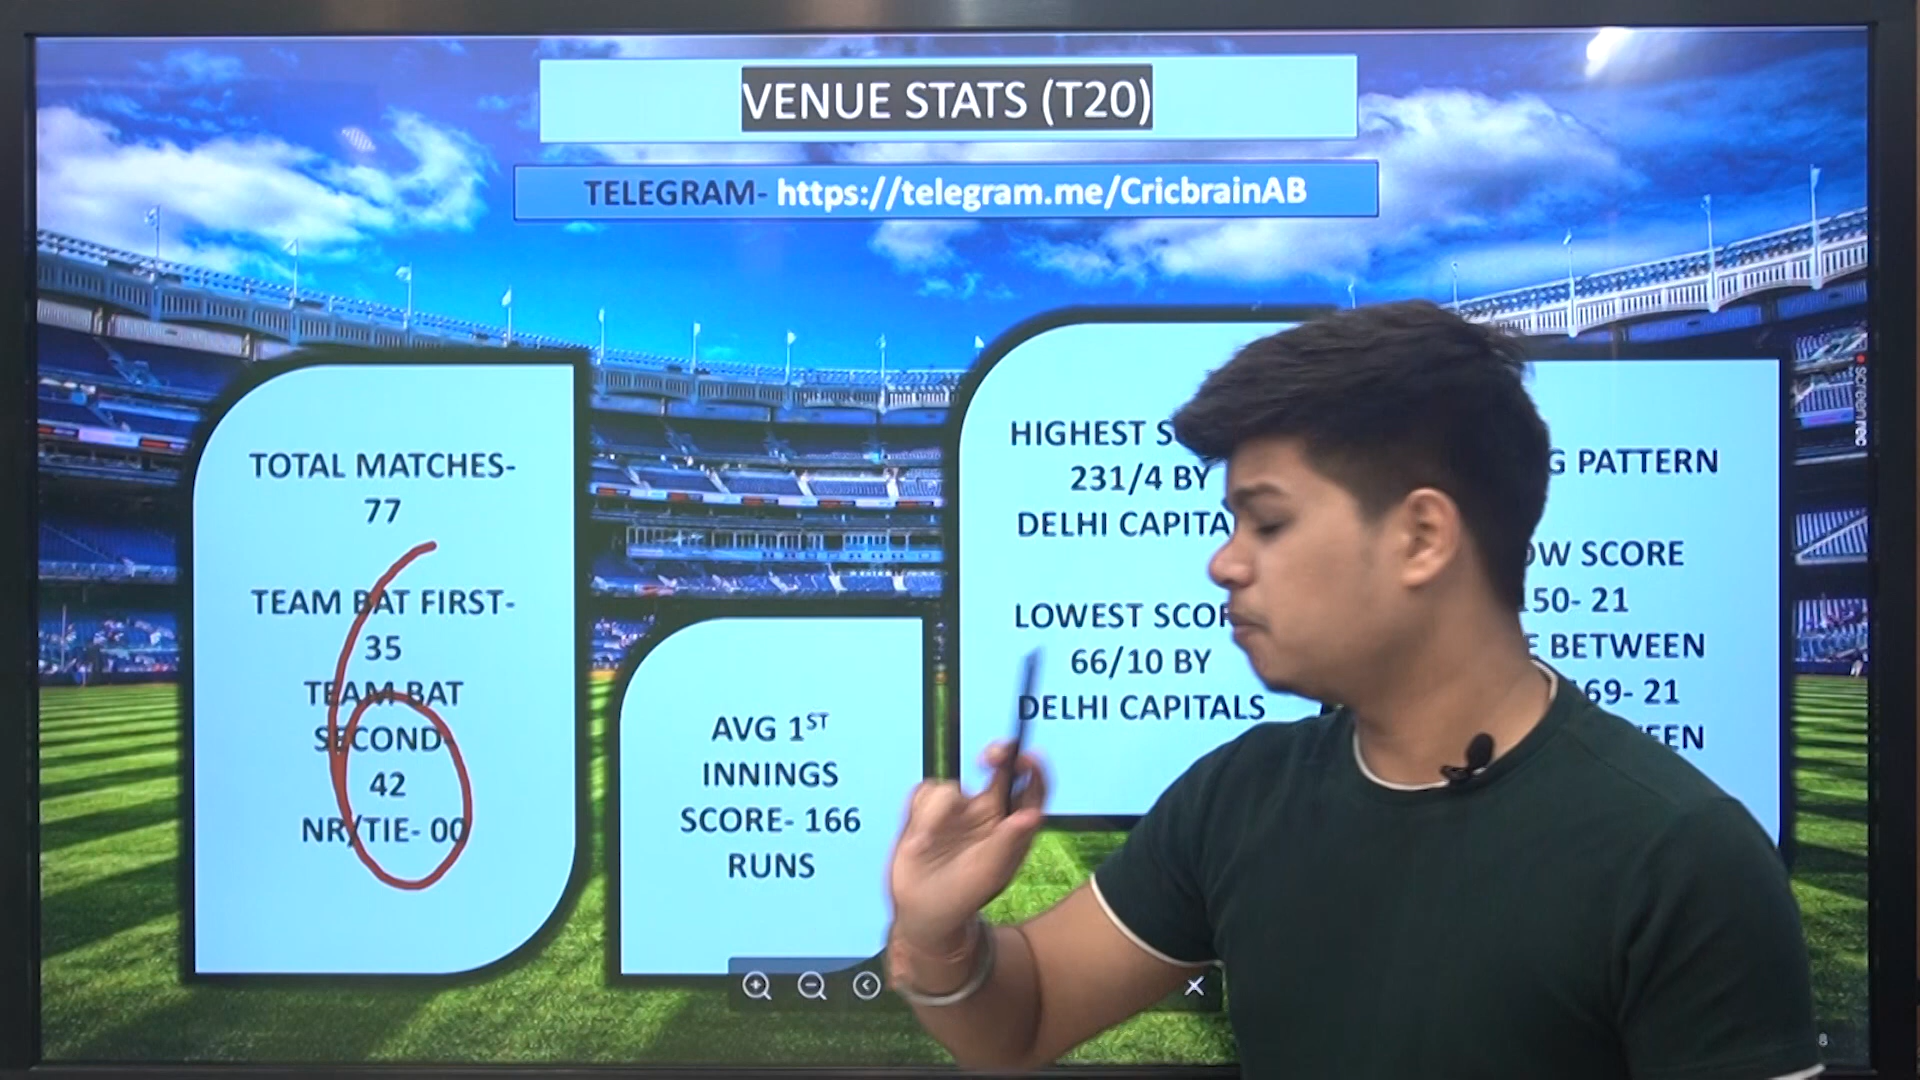 VENUE STATS (T20)
TELEGRAM- https://telegram.me/CricbrainAB
TOTAL MATCHES-
77
TEAM BAT FIRST-
35
TEAM BAT
SECOND-
42
NR/TIE- 00
AVG 1ST
INNINGS
SCORE- 166
RUNS
HIGHEST
231/4 BY
DELHI
LOWEST
66/10 BY
DELHI CAPITALS
PATTERN
SCORE
150- 21
BETWEEN
69- 21
screenrec
8